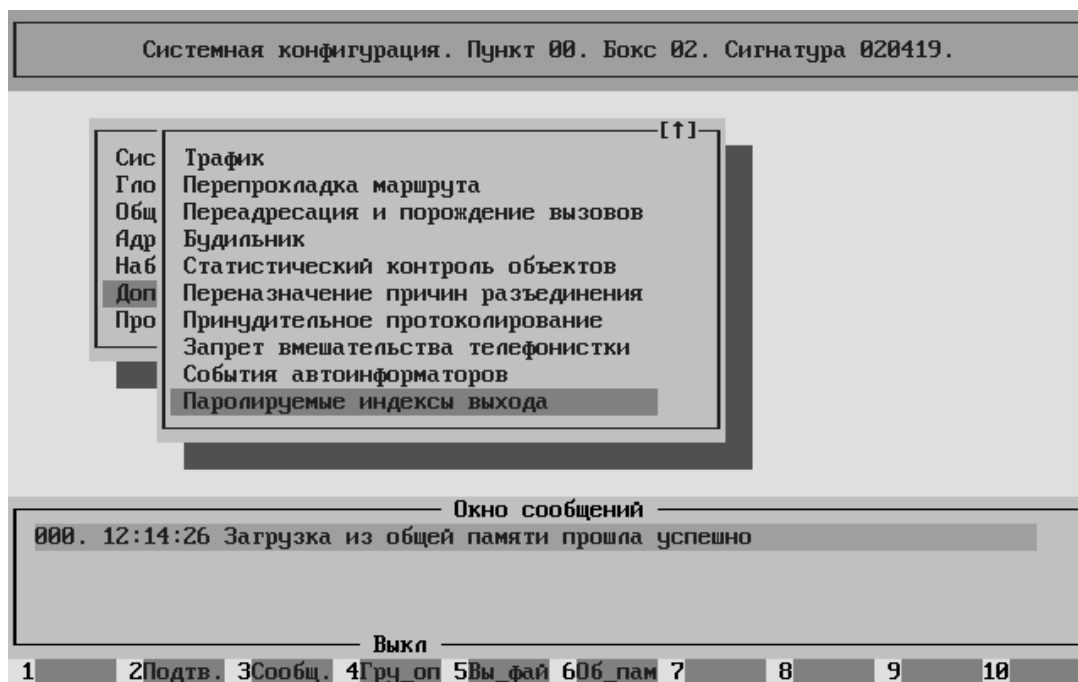 Системная конфигурация. Пункт 00. Бокс 02. Сигнатура 020419.
[↑]
Сис Трафик
Гло Перепрокладка маршрута
Общ Переадресация и порождение вызовов
Адр Будильник
Наб Статистический контроль объектов
Доп Переназначение причин разъединения
Про Принудительное протоколирование
Запрет вмешательства телефонистки
События автоинформаторов
Паролируемые индексы выхода
Окно сообщений
000. 12:14:26 Загрузка из общей памяти прошла успешно
Выкл
1 2Подтв. 3Сообщ. 4Гру_оп 5Вы_фай 6Об_пам 7 8 9 10